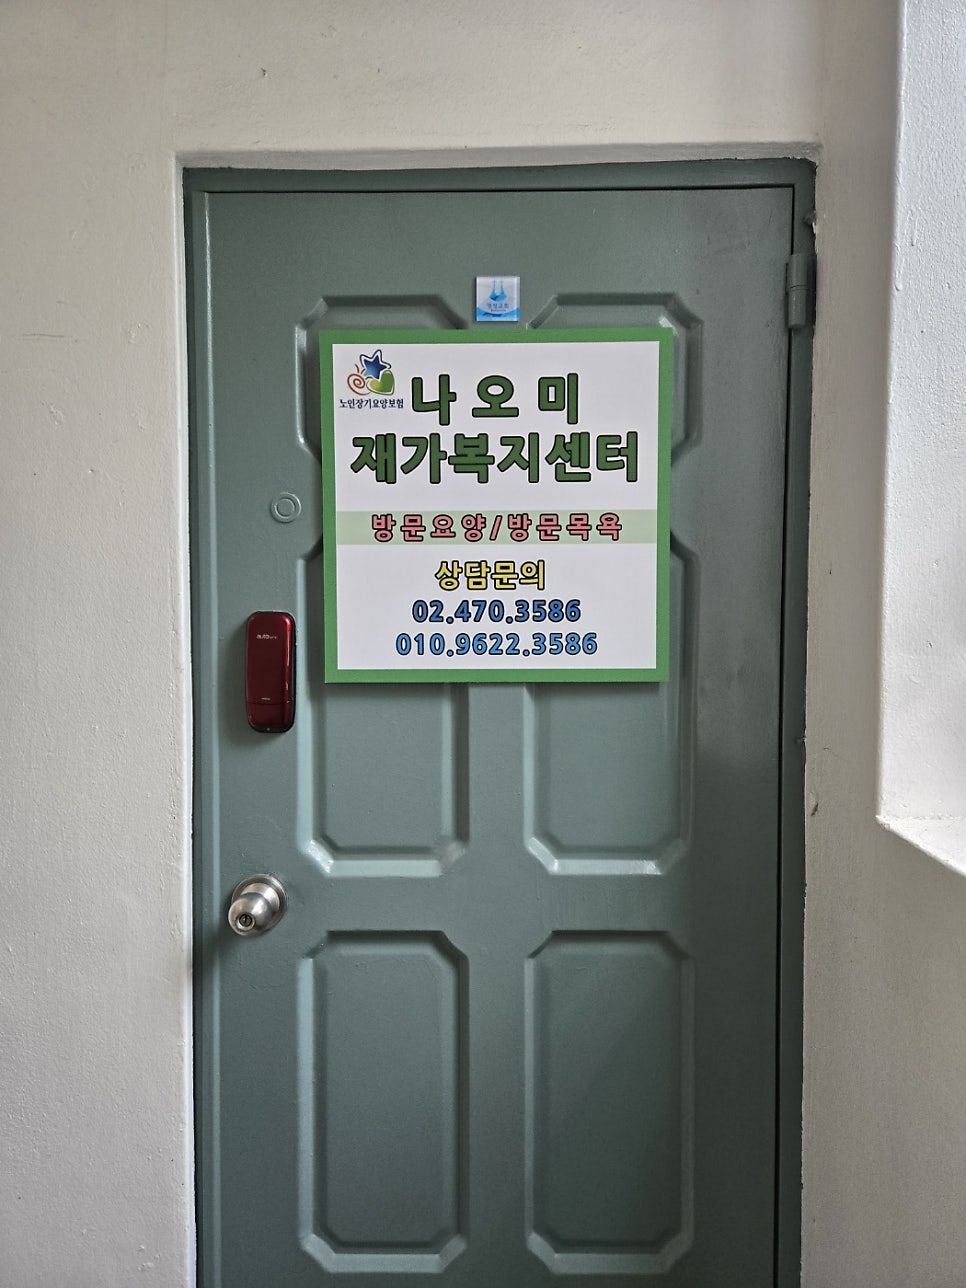 노인장기요양보험
나오미
재가복지센터
방문요양/방문목욕
상담문의
02.470.3586
010.9622.3586